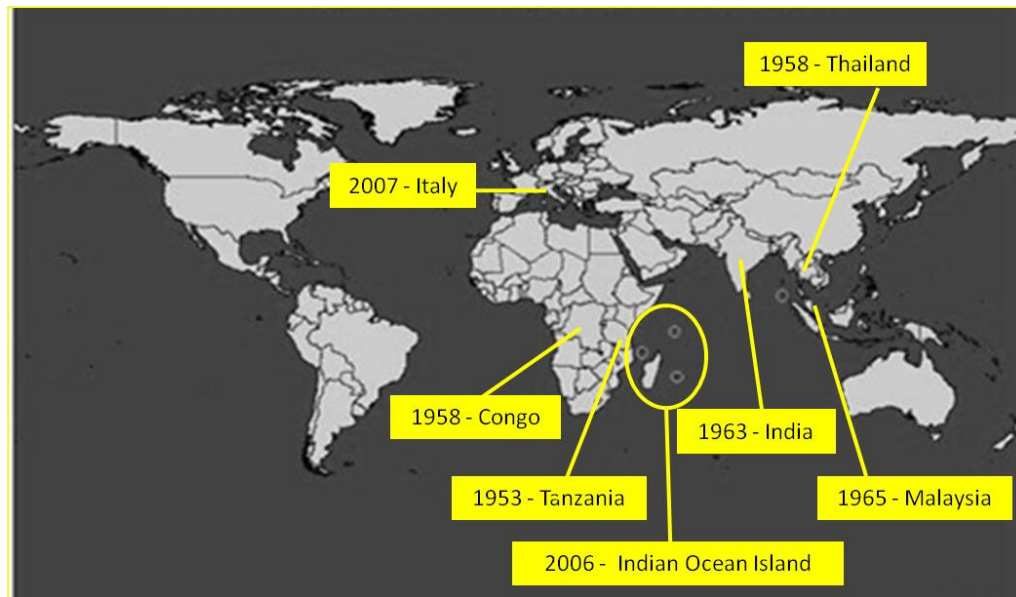 1958 - Thailand
2007 - Italy
1958 - Congo
1963 - India
1953 - Tanzania
1965 - Malaysia
2006 - Indian Ocean Island